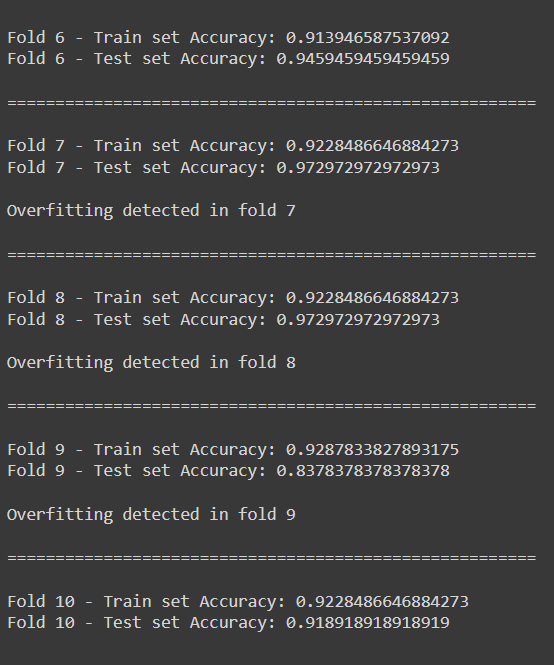 Fold 6 - Train set Accuracy: 0.913946587537092
Fold 6 - Test set Accuracy: 0.9459459459459459
=======================================================
Fold 7 - Train set Accuracy: 0.9228486646884273
Fold 7 - Test set Accuracy: 0.972972972972973
Overfitting detected in fold 7
=======================================================
Fold 8 - Train set Accuracy: 0.9228486646884273
Fold 8 - Test set Accuracy: 0.972972972972973
Overfitting detected in fold 8
=======================================================
Fold 9 - Train set Accuracy: 0.9287833827893175
Fold 9 - Test set Accuracy: 0.8378378378378378
Overfitting detected in fold 9
=======================================================
Fold 10 - Train set Accuracy: 0.9228486646884273
Fold 10 - Test set Accuracy: 0.918918918918919